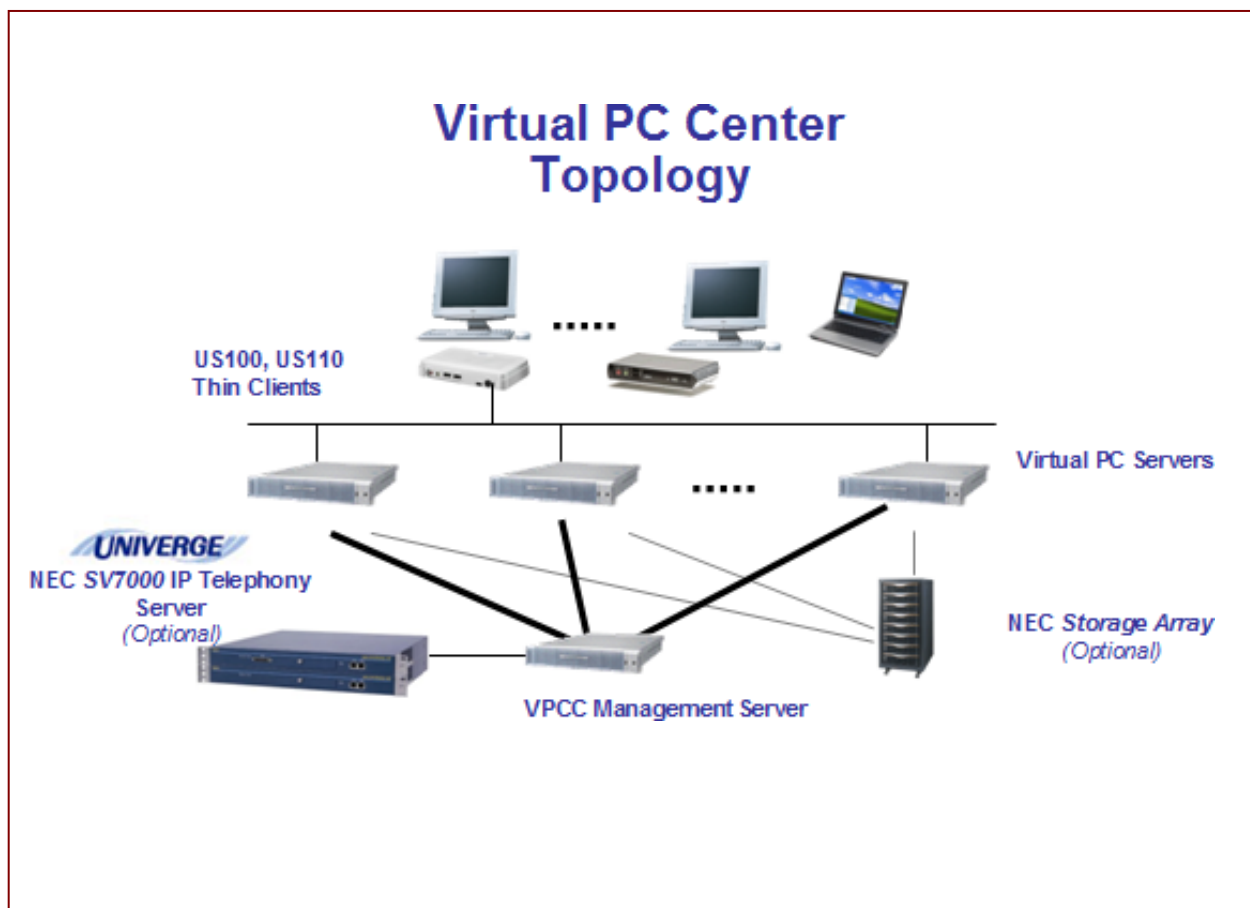 Virtual PC Center
Topology
US100, US110
Thin Clients
Virtual PC Servers
UNIVERGE
NEC SV7000 IP Telephony
Server
(Optional)
NEC Storage Array
(Optional)
VPCC Management Server